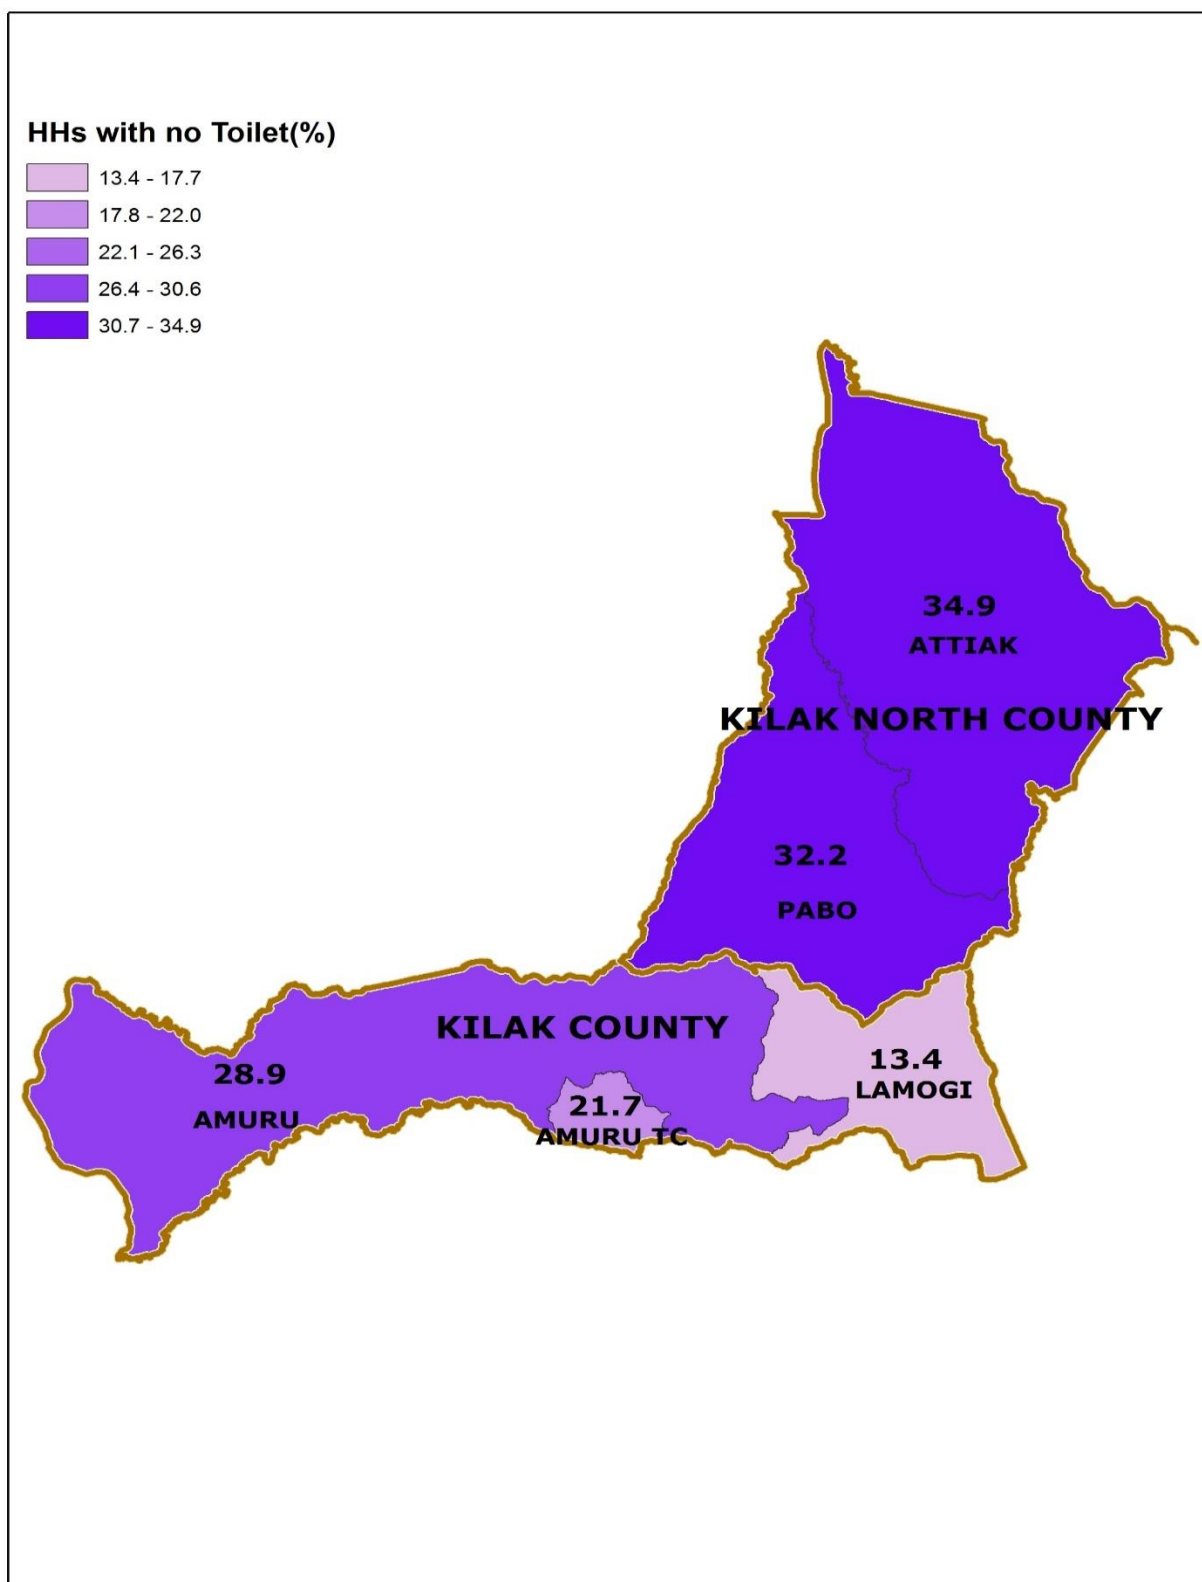 HHs with no Toilet(%)
13.4 - 17.7
17.8 - 22.0
22.1 - 26.3
26.4 - 30.6
30.7 - 34.9
34.9
ATTIAK
KILAK NORTH COUNTY
32.2
PABO
KILAK COUNTY
28.9
AMURU
21.7
AMURU TC
13.4
LAMOGI